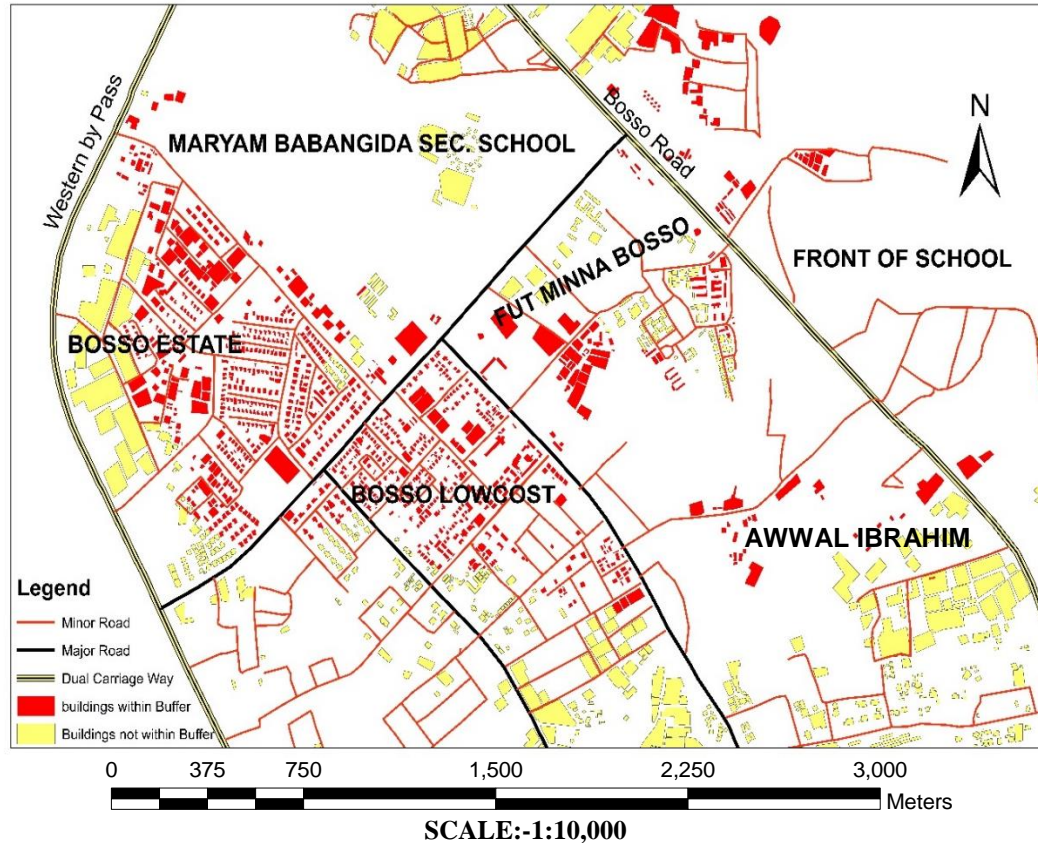 Western by Pass
MARYAM BABANGIDA SEC. SCHOOL
Bosso Road
N
FUT MINNA BOSSO
FRONT OF SCHOOL
BOSSO ESTATE
BOSSO LOWCOST
AWWAL IBRAHIM
Legend
Minor Road
Major Road
Dual Carriage Way
buildings within Buffer
Buildings not within Buffer
0 375 750 1,500 2,250 3,000
Meters
SCALE:-1:10,000